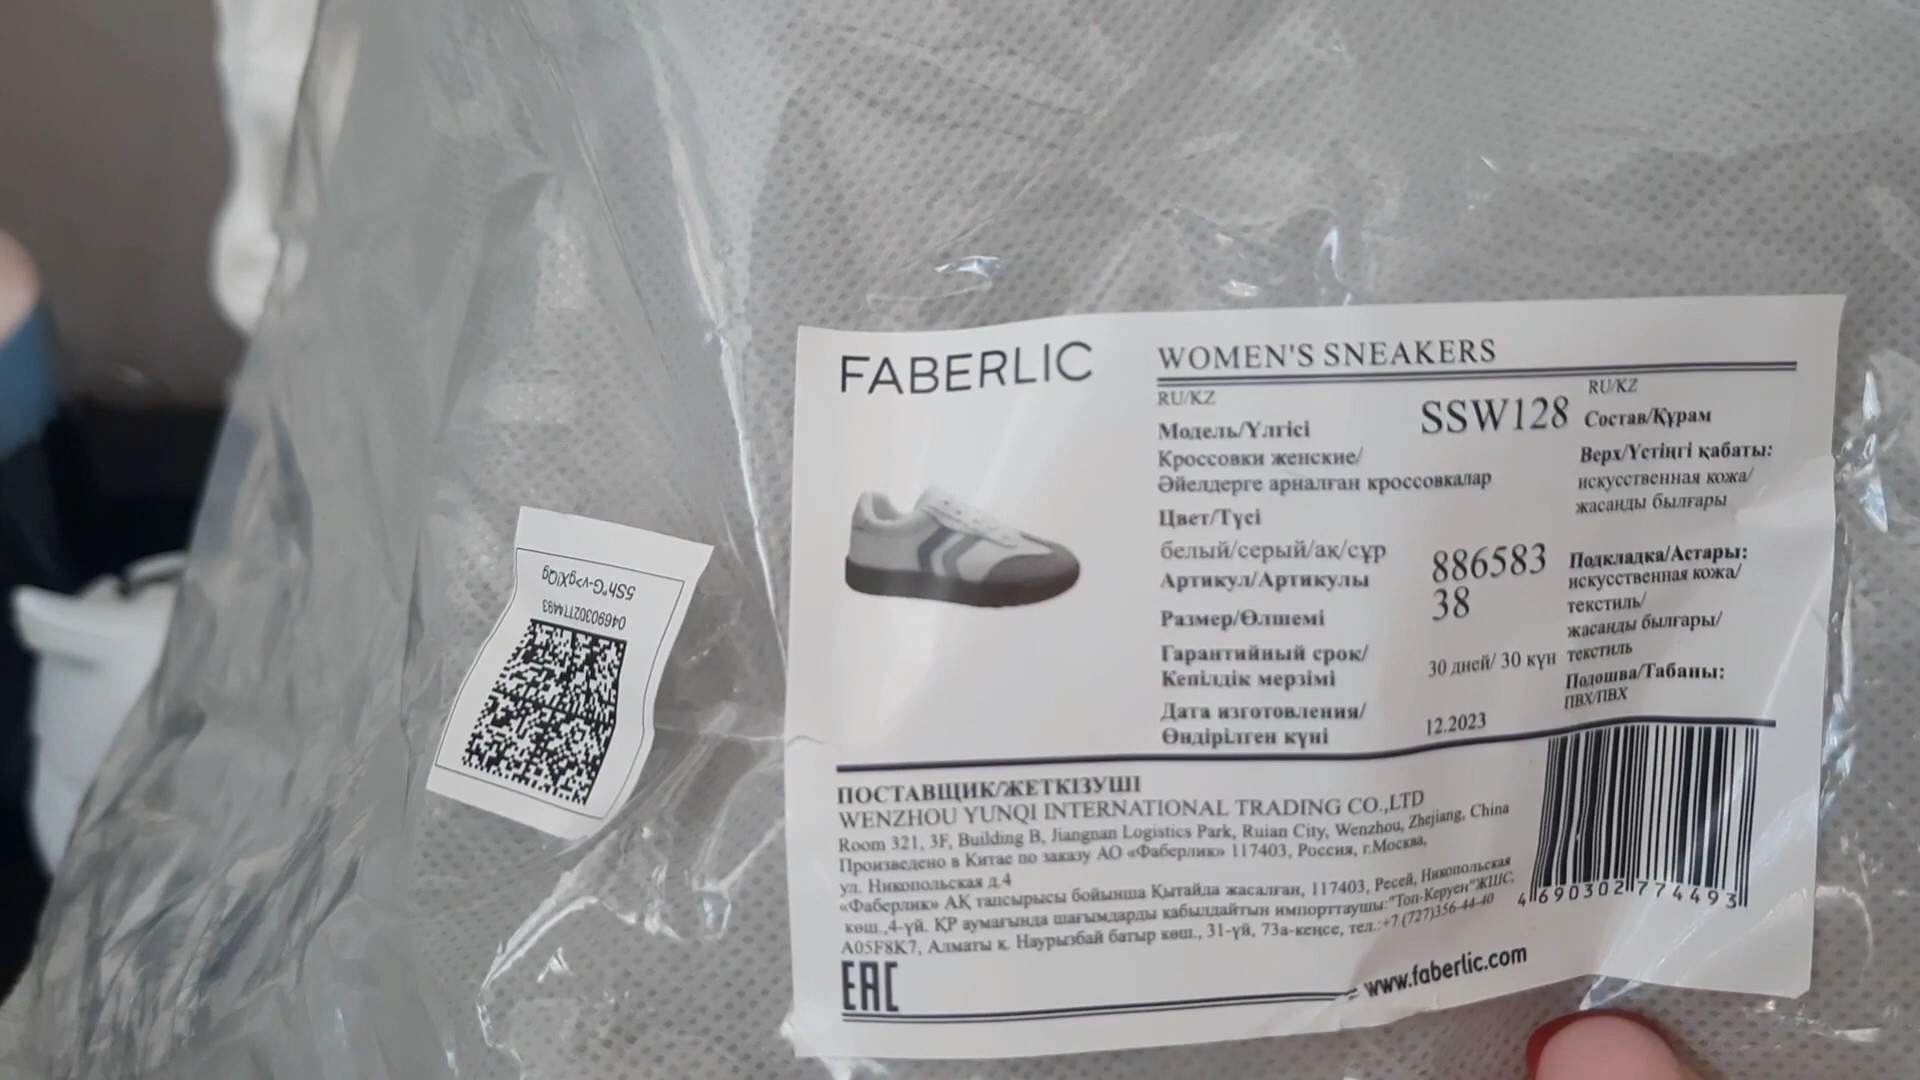 FABERLIC
WOMEN'S SNEAKERS
RU/KZ
Модель/Үлгісі SSW128
Кроссовки женские/
Әйелдерге арналған кроссовкалар
Цвет/Түсі
белый/серый/ақ/сұр
Артикул/Артикулы 886583
Размер/Өлшемі 38
Гарантийный срок/
Кепілдік мерзімі 30 дней/ 30 күн
Дата изготовления/
Өндірілген күні 12.2023
RU/KZ
Состав/Құрам
Верх/Үстіңгі қабаты:
искусственная кожа/
жасанды былғары
Подкладка/Астары:
искусственная кожа/
текстиль/
жасанды былғары/
текстиль
Подошва/Табаны:
ПВХ/ПВХ
ПОСТАВЩИК/ЖЕТКІЗУШІ
WENZHOU YUNQI INTERNATIONAL TRADING CO.,LTD
Room 321, 3F, Building B, Jiangnan Logistics Park, Ruian City, Wenzhou, Zhejiang, China
Произведено в Китае по заказу АО «Фаберлик» 117403, Россия, г.Москва,
ул. Никопольская д.4
«Фаберлик» АҚ тапсырысы бойынша Қытайда жасалған, 117403, Ресей, Никопольская
көш.,4-үй. ҚР аумағында шағымдарды қабылдайтын импорттаушы:"Топ-Керуен"ЖШС,
A05F8K7, Алматы к. Наурызбай батыр көш., 31-үй, 73а-кеңсе, тел.:+7 (727)356-44-40
4 690302 774493
EAC
www.faberlic.com
04690302774493
5Sh"G-v>gX!Qg